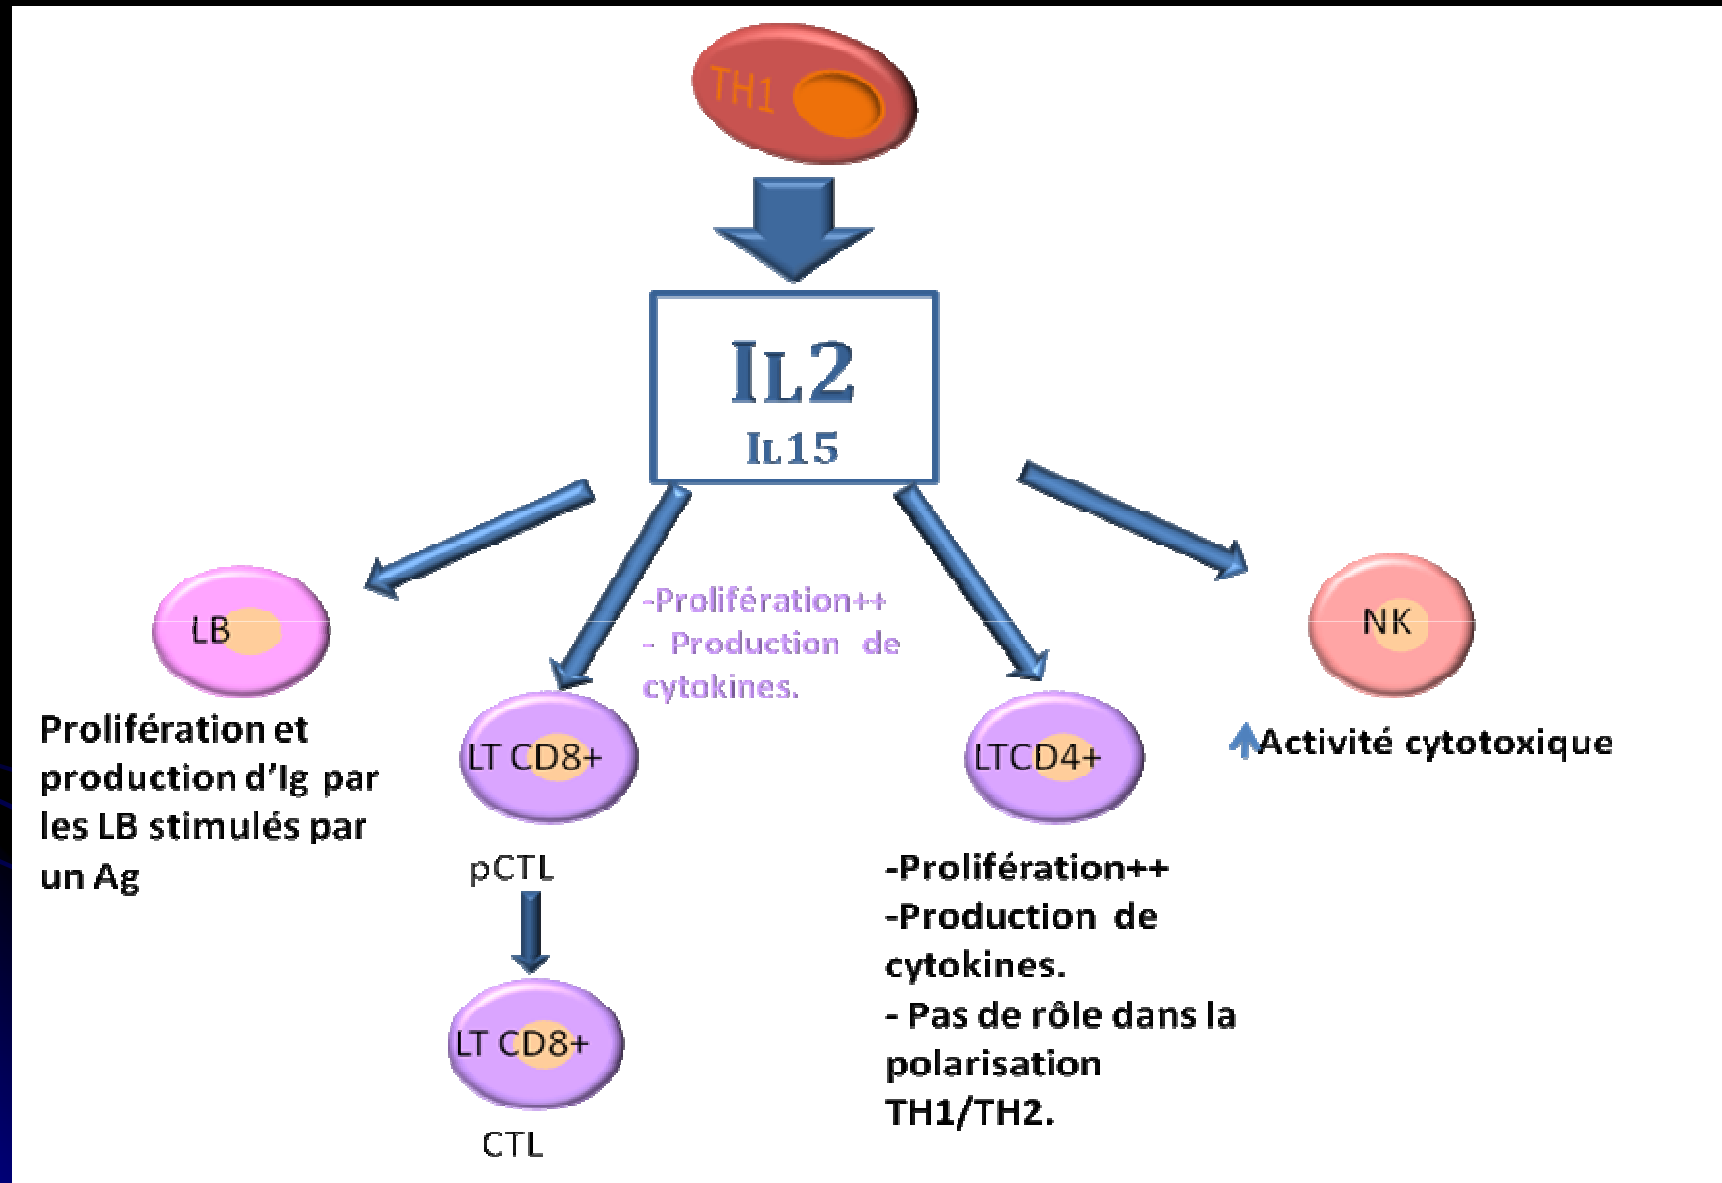 TH1
IL2
IL15
-Prolifération++
- Production de
cytokines.
LB
NK
Prolifération et
production d'Ig par
les LB stimulés par
un Ag
LT CD8+
LTCD4+
Activité cytotoxique
pCTL
-Prolifération++
-Production de
cytokines.
- Pas de rôle dans la
polarisation
TH1/TH2.
LT CD8+
CTL